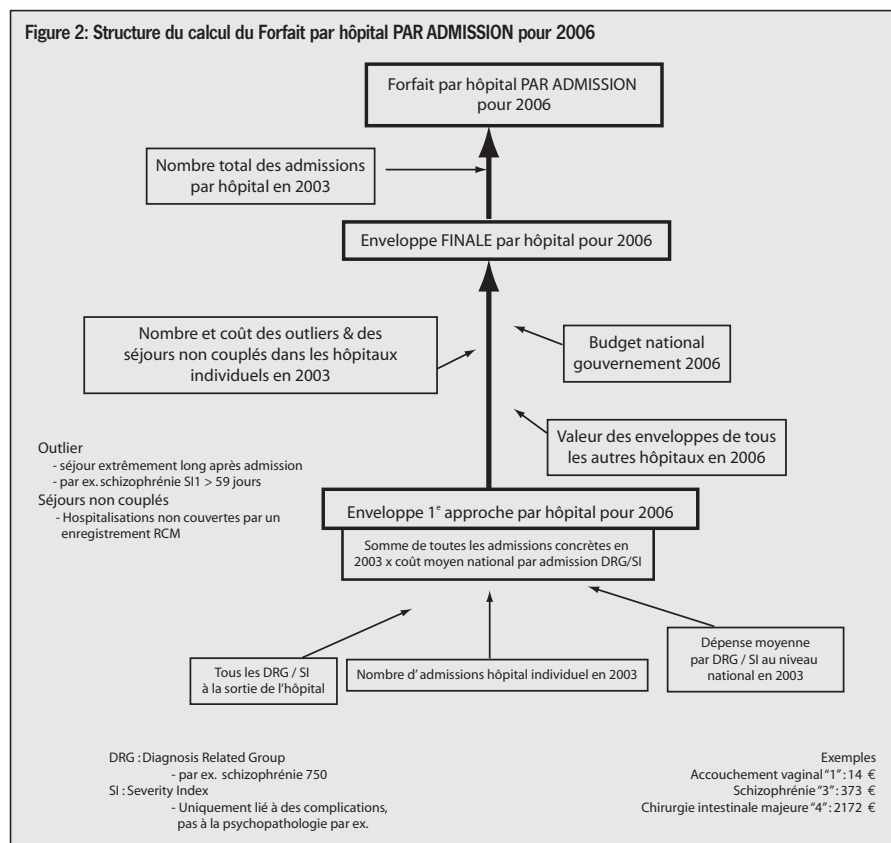 Figure 2: Structure du calcul du Forfait par hôpital PAR ADMISSION pour 2006
Forfait par hôpital PAR ADMISSION
pour 2006
Nombre total des admissions
par hôpital en 2003
Enveloppe FINALE par hôpital pour 2006
Nombre et coût des outliers & des
séjours non couplés dans les hôpitaux
individuels en 2003
Budget national
gouvernement 2006
Valeur des enveloppes de tous
les autres hôpitaux en 2006
Outlier
- séjour extrêmement long après admission
- par ex. schizophrénie SI1 > 59 jours
Séjours non couplés
- Hospitalisations non couvertes par un
enregistrement RCM
Enveloppe 1e approche par hôpital pour 2006
Somme de toutes les admissions concrètes en
2003 x coût moyen national par admission DRG/SI
Tous les DRG / SI
à la sortie de l'hôpital
Nombre d' admissions hôpital individuel en 2003
Dépense moyenne
par DRG / SI au niveau
national en 2003
DRG : Diagnosis Related Group
- par ex. schizophrénie 750
SI : Severity Index
- Uniquement lié à des complications,
pas à la psychopathologie par ex.
Exemples
Accouchement vaginal "1" : 14 €
Schizophrénie "3" : 373 €
Chirurgie intestinale majeure "4" : 2172 €